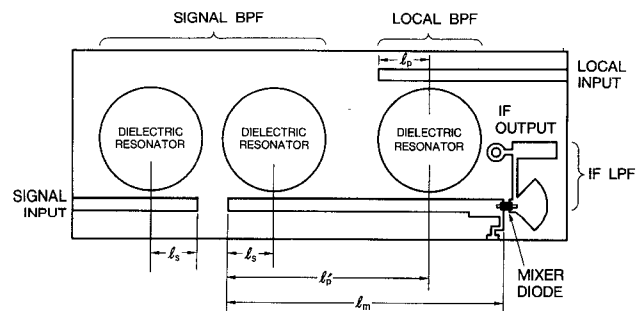 SIGNAL BPF
LOCAL BPF
ℓp
LOCAL
INPUT
DIELECTRIC
RESONATOR
DIELECTRIC
RESONATOR
DIELECTRIC
RESONATOR
IF
OUTPUT
IF LPF
SIGNAL
INPUT
ℓs
ℓs
ℓ'p
ℓm
MIXER
DIODE